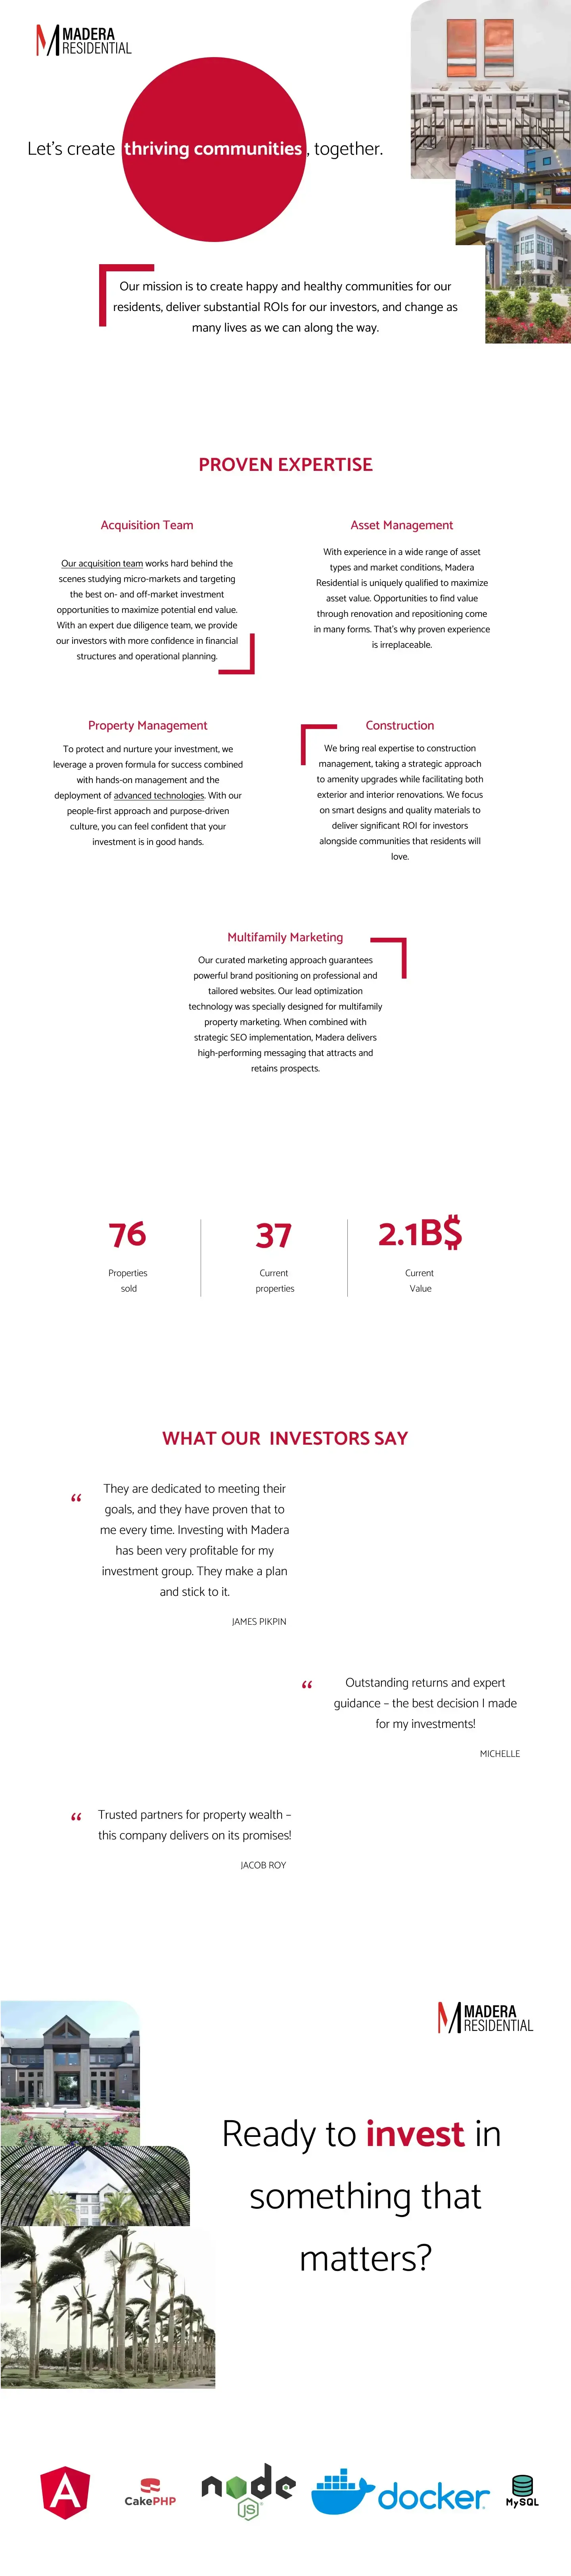 MADERA
RESIDENTIAL
Let's create thriving communities, together.
Our mission is to create happy and healthy communities for our
residents, deliver substantial ROIs for our investors, and change as
many lives as we can along the way.
PROVEN EXPERTISE
Acquisition Team
Our acquisition team works hard behind the
scenes studying micro-markets and targeting
the best on- and off-market investment
opportunities to maximize potential end value.
With an expert due diligence team, we provide
our investors with more confidence in financial
structures and operational planning.
Asset Management
With experience in a wide range of asset
types and market conditions, Madera
Residential is uniquely qualified to maximize
asset value. Opportunities to find value
through renovation and repositioning come
in many forms. That's why proven experience
is irreplaceable.
Property Management
To protect and nurture your investment, we
leverage a proven formula for success combined
with hands-on management and the
deployment of advanced technologies. With our
people-first approach and purpose-driven
culture, you can feel confident that your
investment is in good hands.
Construction
We bring real expertise to construction
management, taking a strategic approach
to amenity upgrades while facilitating both
exterior and interior renovations. We focus
on smart designs and quality materials to
deliver significant ROI for investors
alongside communities that residents will
love.
Multifamily Marketing
Our curated marketing approach guarantees
powerful brand positioning on professional and
tailored websites. Our lead optimization
technology was specially designed for multifamily
property marketing. When combined with
strategic SEO implementation, Madera delivers
high-performing messaging that attracts and
retains prospects.
76
Properties
sold
37
Current
properties
2.1B$
Current
Value
WHAT OUR INVESTORS SAY
“ They are dedicated to meeting their
goals, and they have proven that to
me every time. Investing with Madera
has been very profitable for my
investment group. They make a plan
and stick to it.
JAMES PIKPIN
“ Outstanding returns and expert
guidance – the best decision I made
for my investments!
MICHELLE
“ Trusted partners for property wealth –
this company delivers on its promises!
JACOB ROY
MADERA
RESIDENTIAL
Ready to invest in
something that
matters?
A
CakePHP
node
JS
docker
MySQL